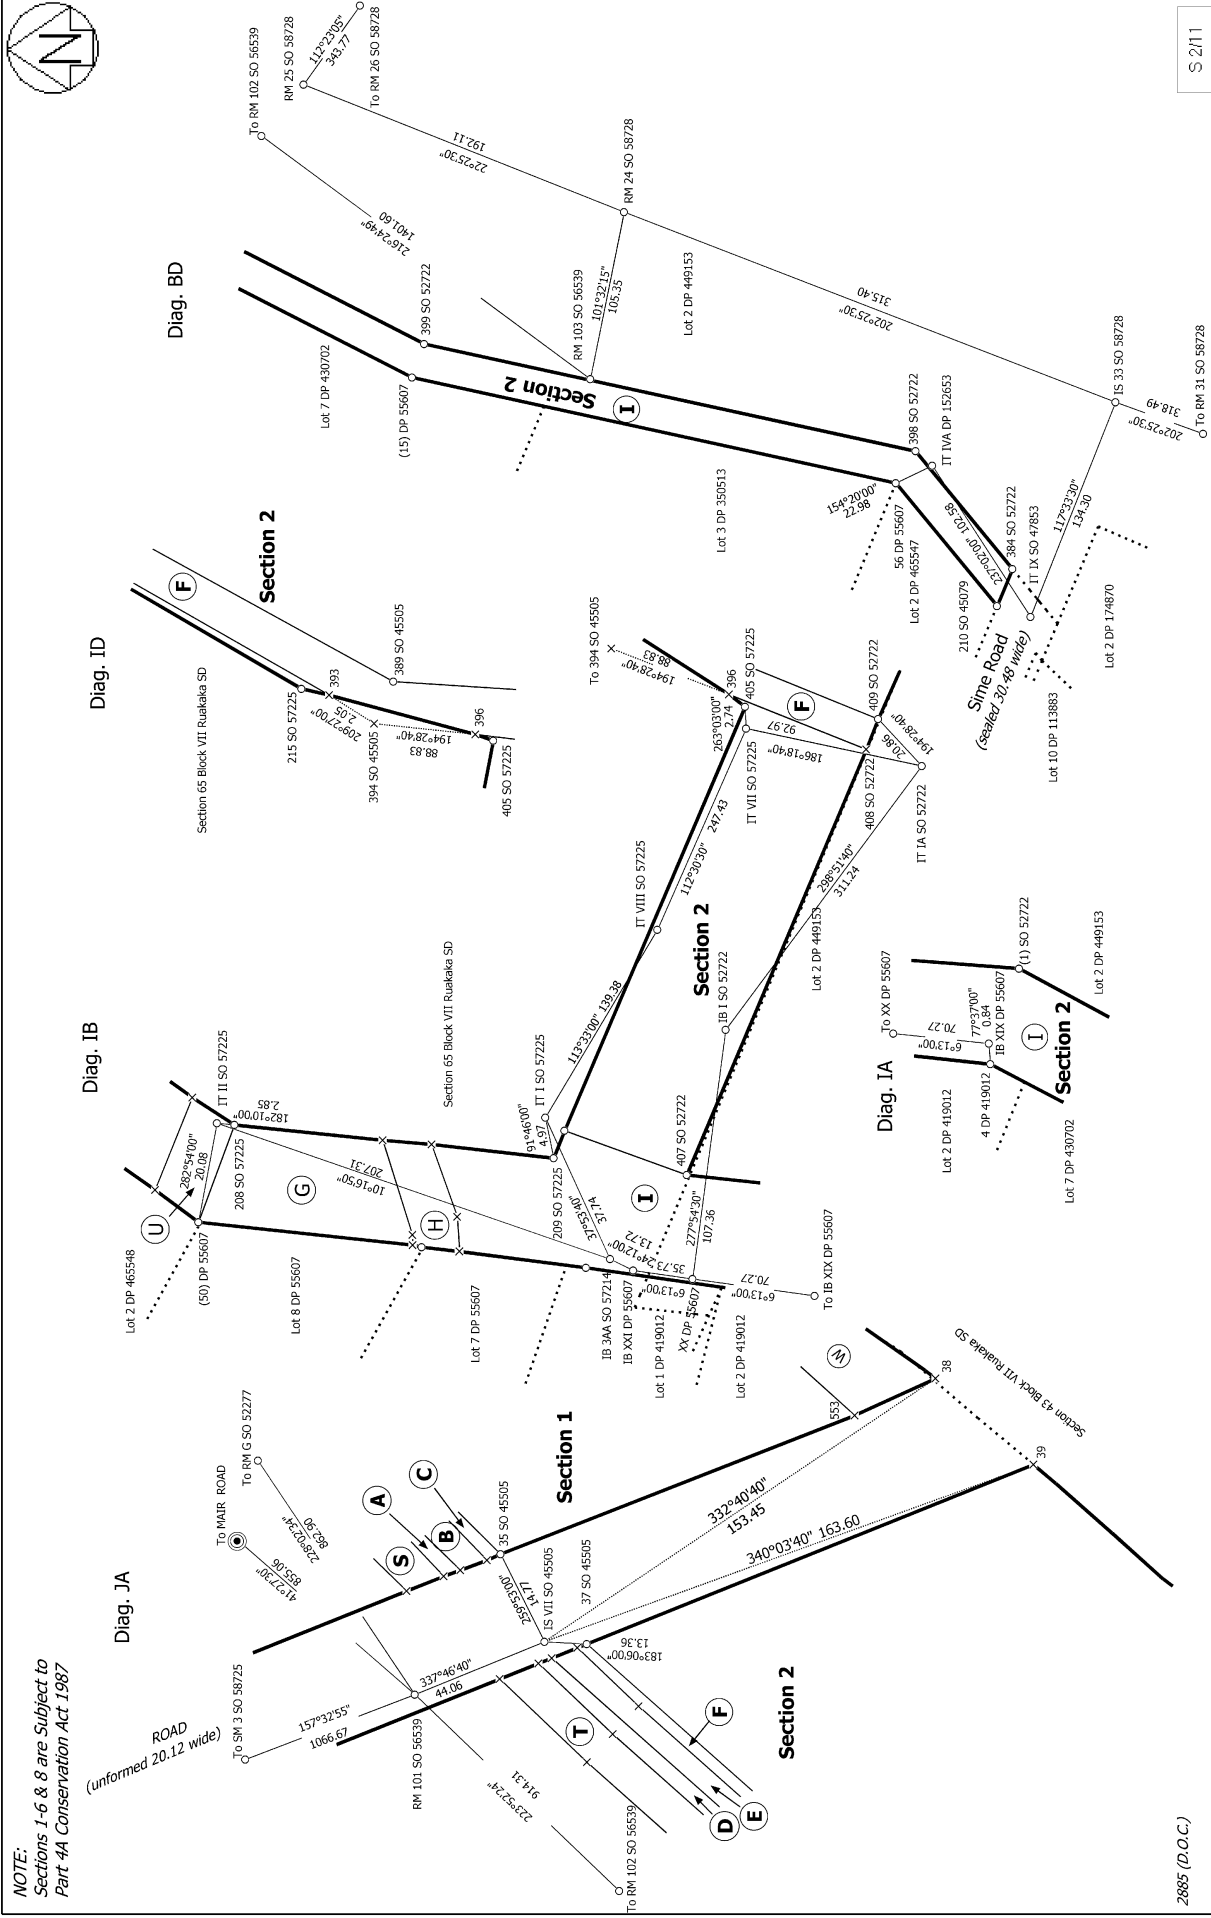 NOTE:
Sections 1-6 & 8 are Subject to
Part 4A Conservation Act 1987
Diag. JA
ROAD
(unformed 20.12 wide)
To SM 3 SO 58725
157°32'55"
1066.67
RM 101 SO 56539
337°46'40"
44.06
223°52'24"
914.31
To RM 102 SO 56539
To MAIR ROAD
41°27'30"
855.06
To RM G SO 52277
228°02'34"
862.90
S
A
B
C
35 SO 45505
259°53'00"
14.77
IS VII SO 45505
37 SO 45505
183°06'00"
13.36
T
D
E
F
Section 1
Section 2
332°40'40"
153.45
340°03'40" 163.60
553
W
38
39
Section 43 Block VII Ruakaka SD
Diag. IB
Lot 2 DP 465548
U
282°54'00"
20.08
IT II SO 57225
182°10'00"
2.85
(50) DP 55607
208 SO 57225
Lot 8 DP 55607
G
10°16'50"
207.31
H
Lot 7 DP 55607
Section 65 Block VII Ruakaka SD
209 SO 57225
91°46'00"
4.97
IT I SO 57225
37°53'40"
37.74
IB 3AA SO 57214
IB XXI DP 55607
24°12'00"
13.72
6°13'00"
35.73
Lot 1 DP 419012
XX DP 55607
Lot 2 DP 419012
6°13'00"
70.27
To IB XIX DP 55607
I
277°54'30"
107.36
407 SO 52722
113°33'00" 139.38
IT VIII SO 57225
112°30'30"
247.43
Section 2
IB I SO 52722
Lot 2 DP 449153
298°51'40"
311.24
IT VII SO 57225
263°03'00"
2.74
396
405 SO 57225
194°28'40"
88.83
To 394 SO 45505
F
186°18'40"
92.97
408 SO 52722
409 SO 52722
194°28'40"
20.86
IT IA SO 52722
Diag. IA
To XX DP 55607
6°13'00"
70.27
Lot 2 DP 419012
4 DP 419012
IB XIX DP 55607
77°37'00"
0.84
(1) SO 52722
I
Section 2
Lot 7 DP 430702
Lot 2 DP 449153
Diag. ID
Section 65 Block VII Ruakaka SD
F
Section 2
215 SO 57225
393
209°27'00"
2.05
394 SO 45505
389 SO 45505
194°28'40"
88.83
396
405 SO 57225
Diag. BD
Lot 7 DP 430702
(15) DP 55607
399 SO 52722
Section 2
I
RM 103 SO 56539
216°24'49"
1401.60
To RM 102 SO 56539
RM 25 SO 58728
112°23'05"
343.77
To RM 26 SO 58728
22°25'30"
192.11
RM 24 SO 58728
101°32'15"
105.35
Lot 2 DP 449153
202°25'30"
315.40
Lot 3 DP 350513
154°20'00"
22.98
56 DP 55607
398 SO 52722
IT IVA DP 152653
Lot 2 DP 465547
237°02'00" 102.58
210 SO 45079
384 SO 52722
IT IX SO 47853
117°33'30"
134.30
IS 33 SO 58728
202°25'30"
318.49
To RM 31 SO 58728
Sime Road
(sealed 30.48 wide)
Lot 10 DP 113883
Lot 2 DP 174870
2885 (D.O.C.)
S 2/11
N